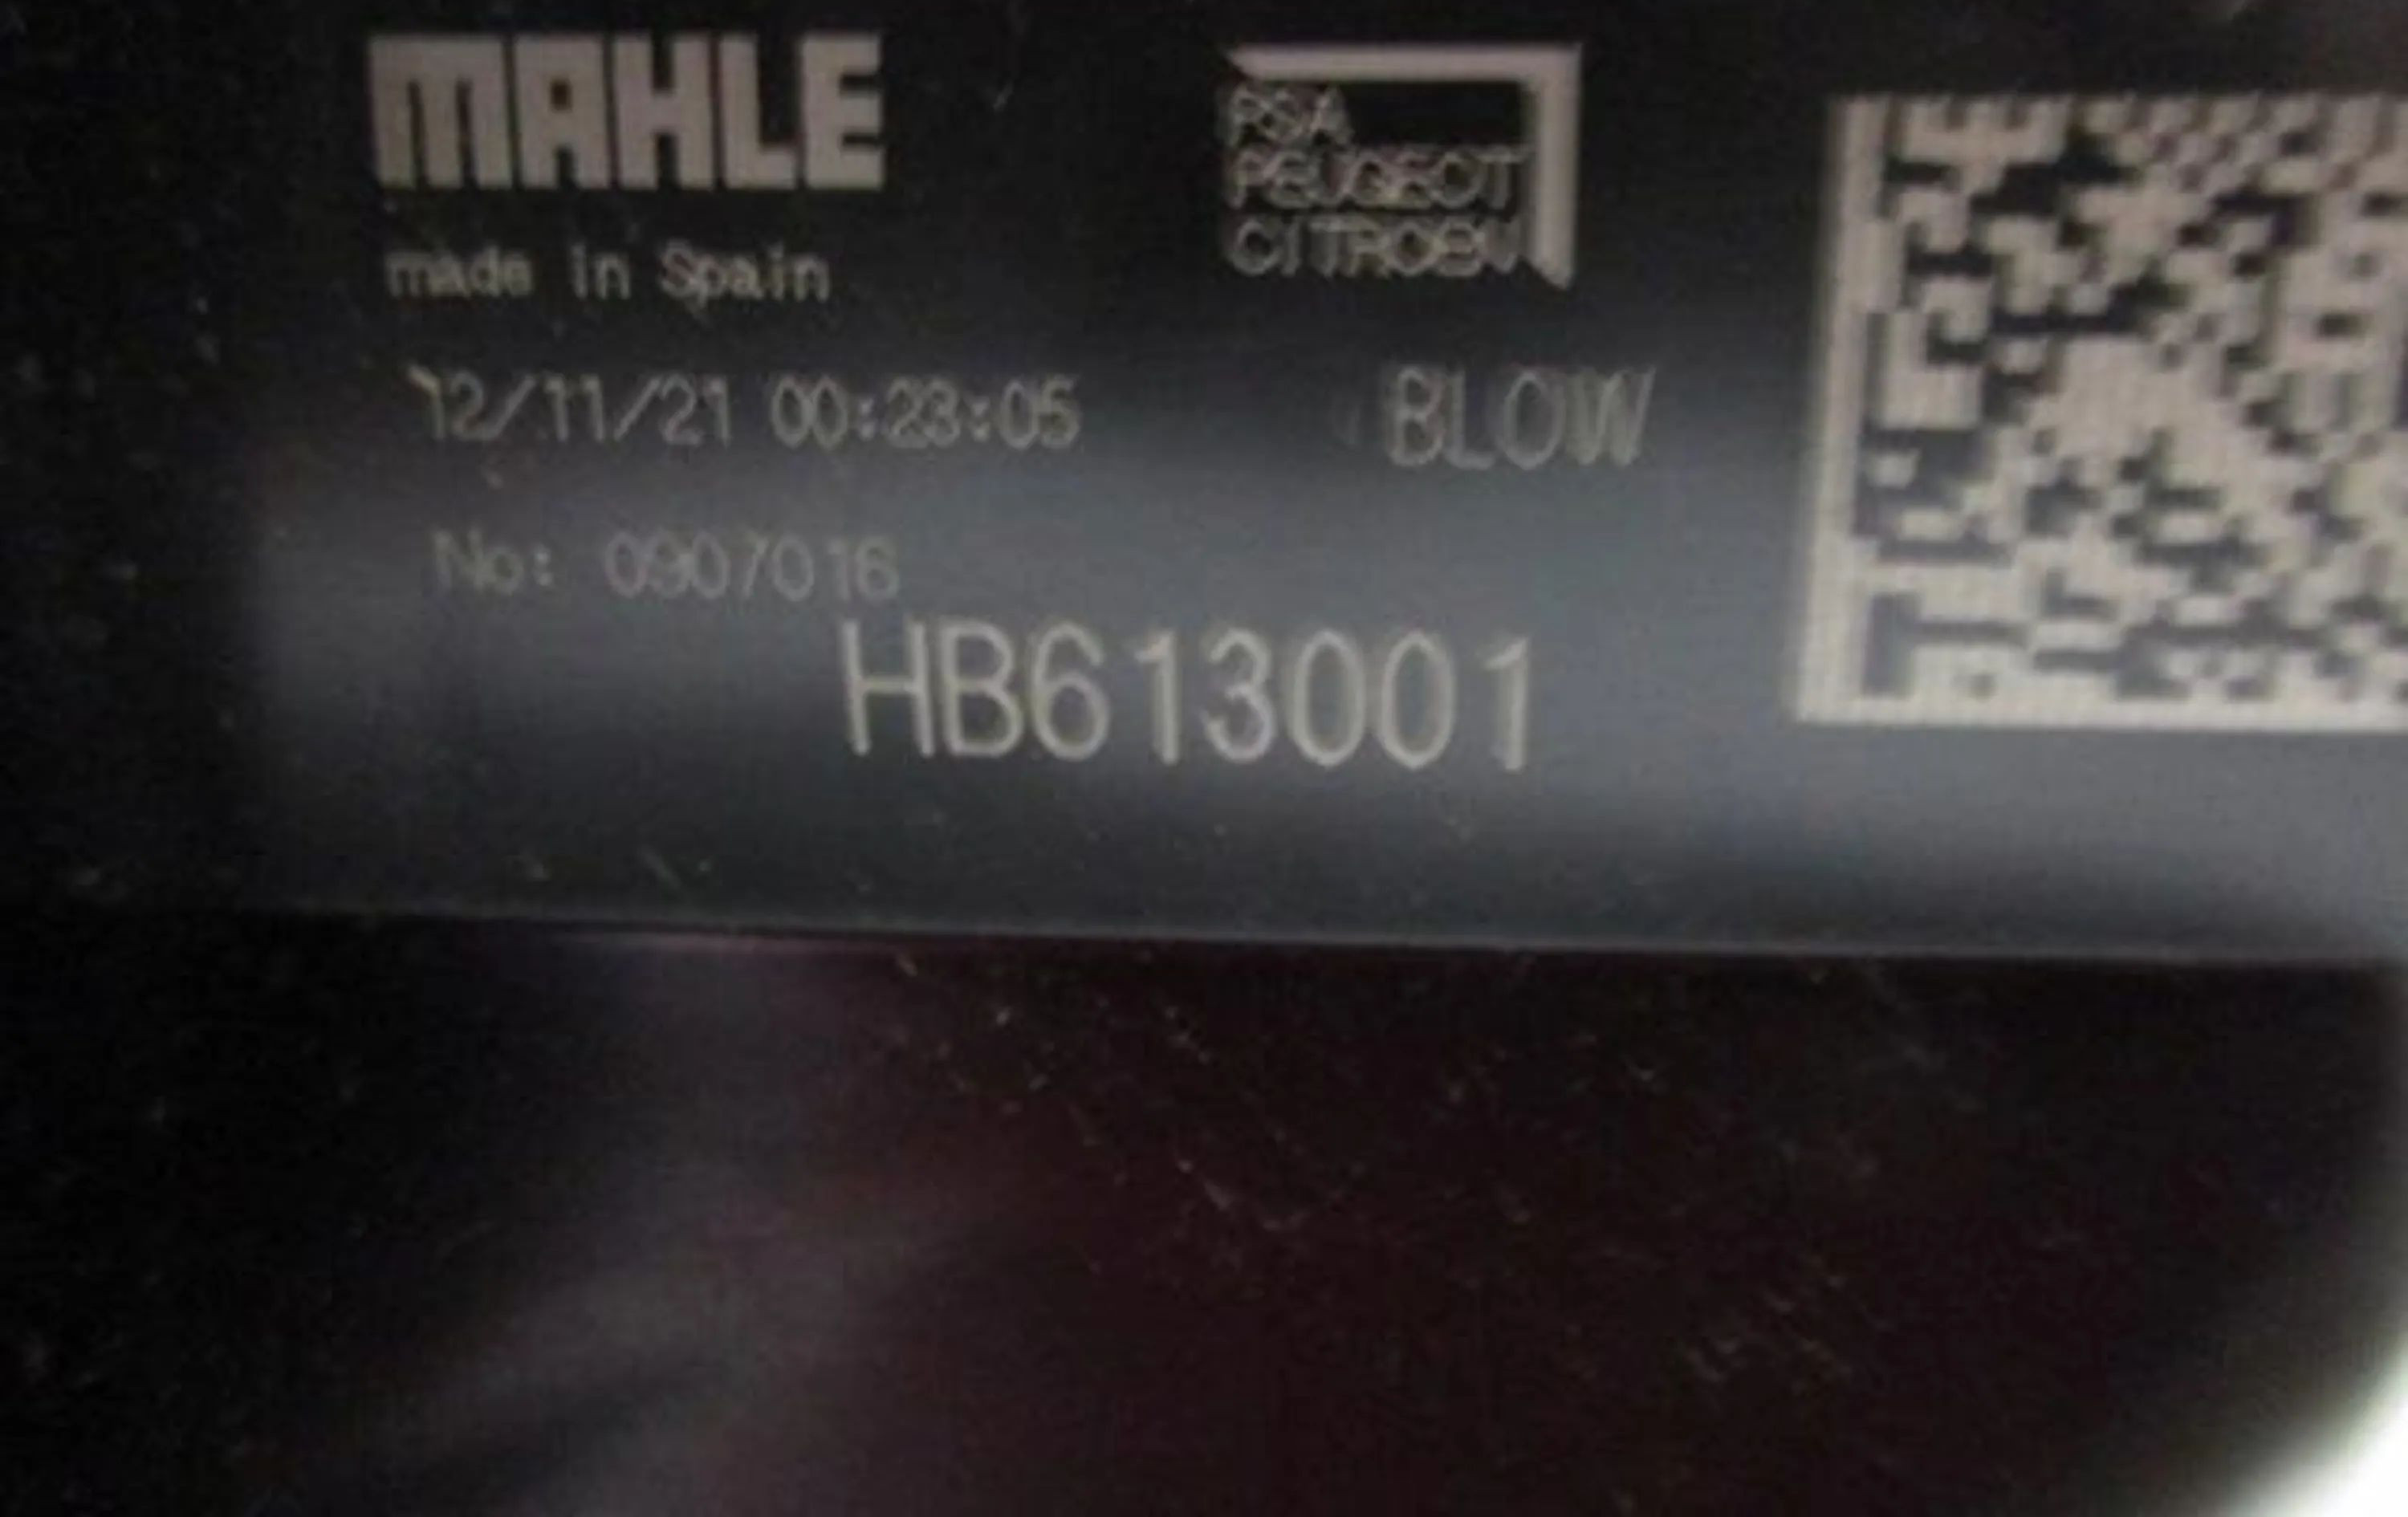 MAHLE
made in Spain
PSA
PEUGEOT
CITROEN
12/11/21 00:23:05
BLOW
No: 0907016
HB613001